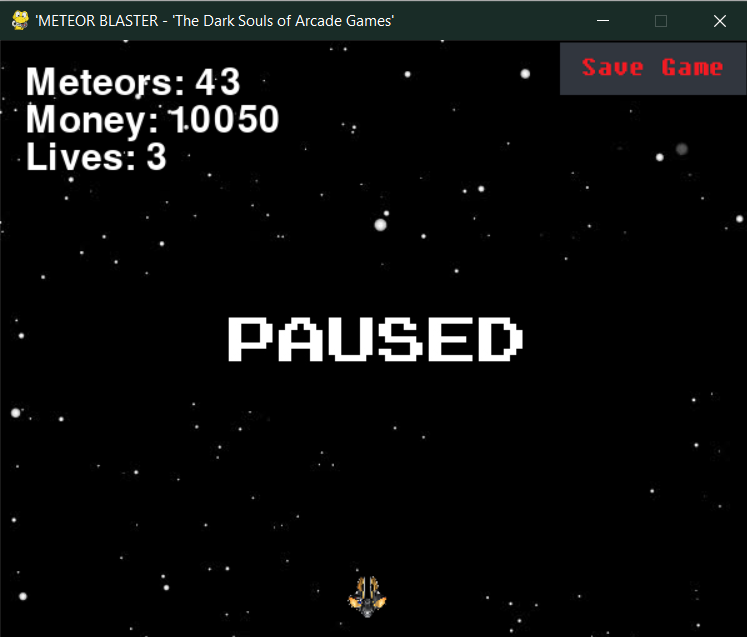 'METEOR BLASTER - 'The Dark Souls of Arcade Games'
Save Game
Meteors: 43
Money: 10050
Lives: 3
PAUSED